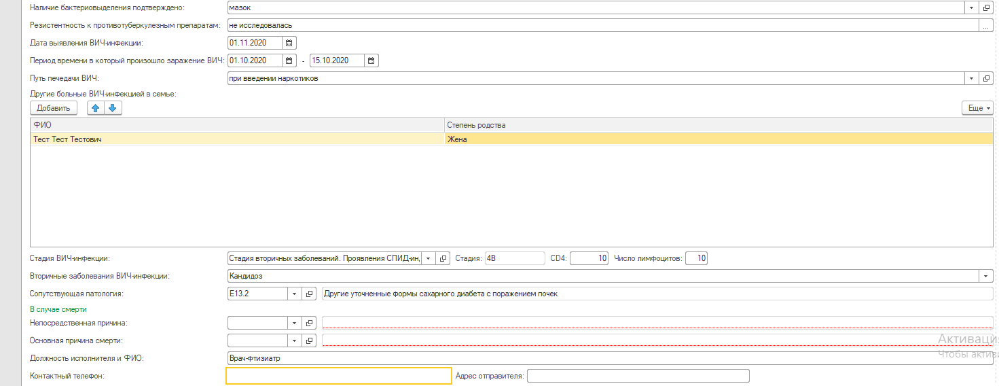 Наличие бактериовыделения подтверждено: мазок
Резистентность к противотуберкулезным препаратам: не исследовалась ...
Дата выявления ВИЧ-инфекции: 01.11.2020
Период времени в который произошло заражение ВИЧ: 01.10.2020 - 15.10.2020
Путь печедачи ВИЧ: при введении наркотиков
Другие больные ВИЧ-инфекцией в семье:
Добавить Еще
ФИО Степень родства
Тест Тест Тестович Жена
Стадия ВИЧ-инфекции: Стадия вторичных заболеваний. Проявления СПИД-ин, Стадия: 4В CD4: 10 Число лимфоцитов: 10
Вторичные заболевания ВИЧ-инфекции: Кандидоз
Сопутствующая патология: E13.2 Другие уточненные формы сахарного диабета с поражением почек
В случае смерти
Непосредственная причина:
Основная причина смерти:
Активация
Должность исполнителя и ФИО: Врач-фтизиатр
Чтобы активи
Контактный телефон: Адрес отправителя: